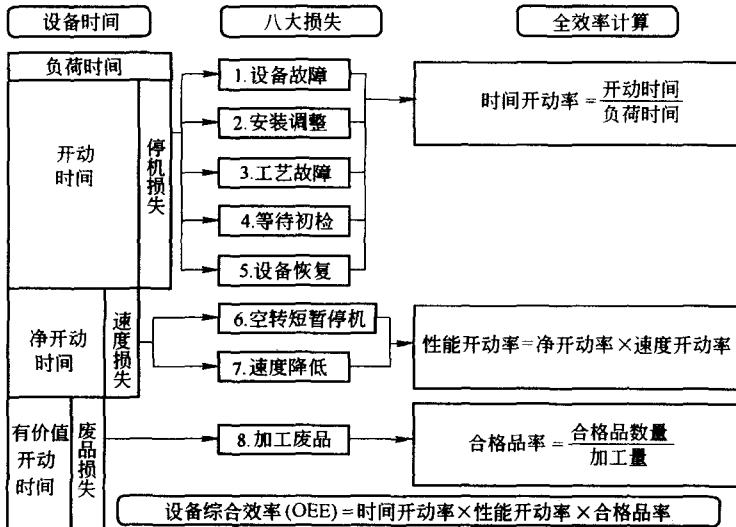 设备时间
八大损失
全效率计算
负荷时间
开动
时间
停机损失
1.设备故障
2.安装调整
3.工艺故障
4.等待初检
5.设备恢复
时间开动率=开动时间
负荷时间
净开动
时间
速度损失
6.空转短暂停机
7.速度降低
性能开动率=净开动率×速度开动率
有价值
开动
时间
废品损失
8.加工废品
合格品率=合格品数量
加工量
设备综合效率(OEE)=时间开动率×性能开动率×合格品率